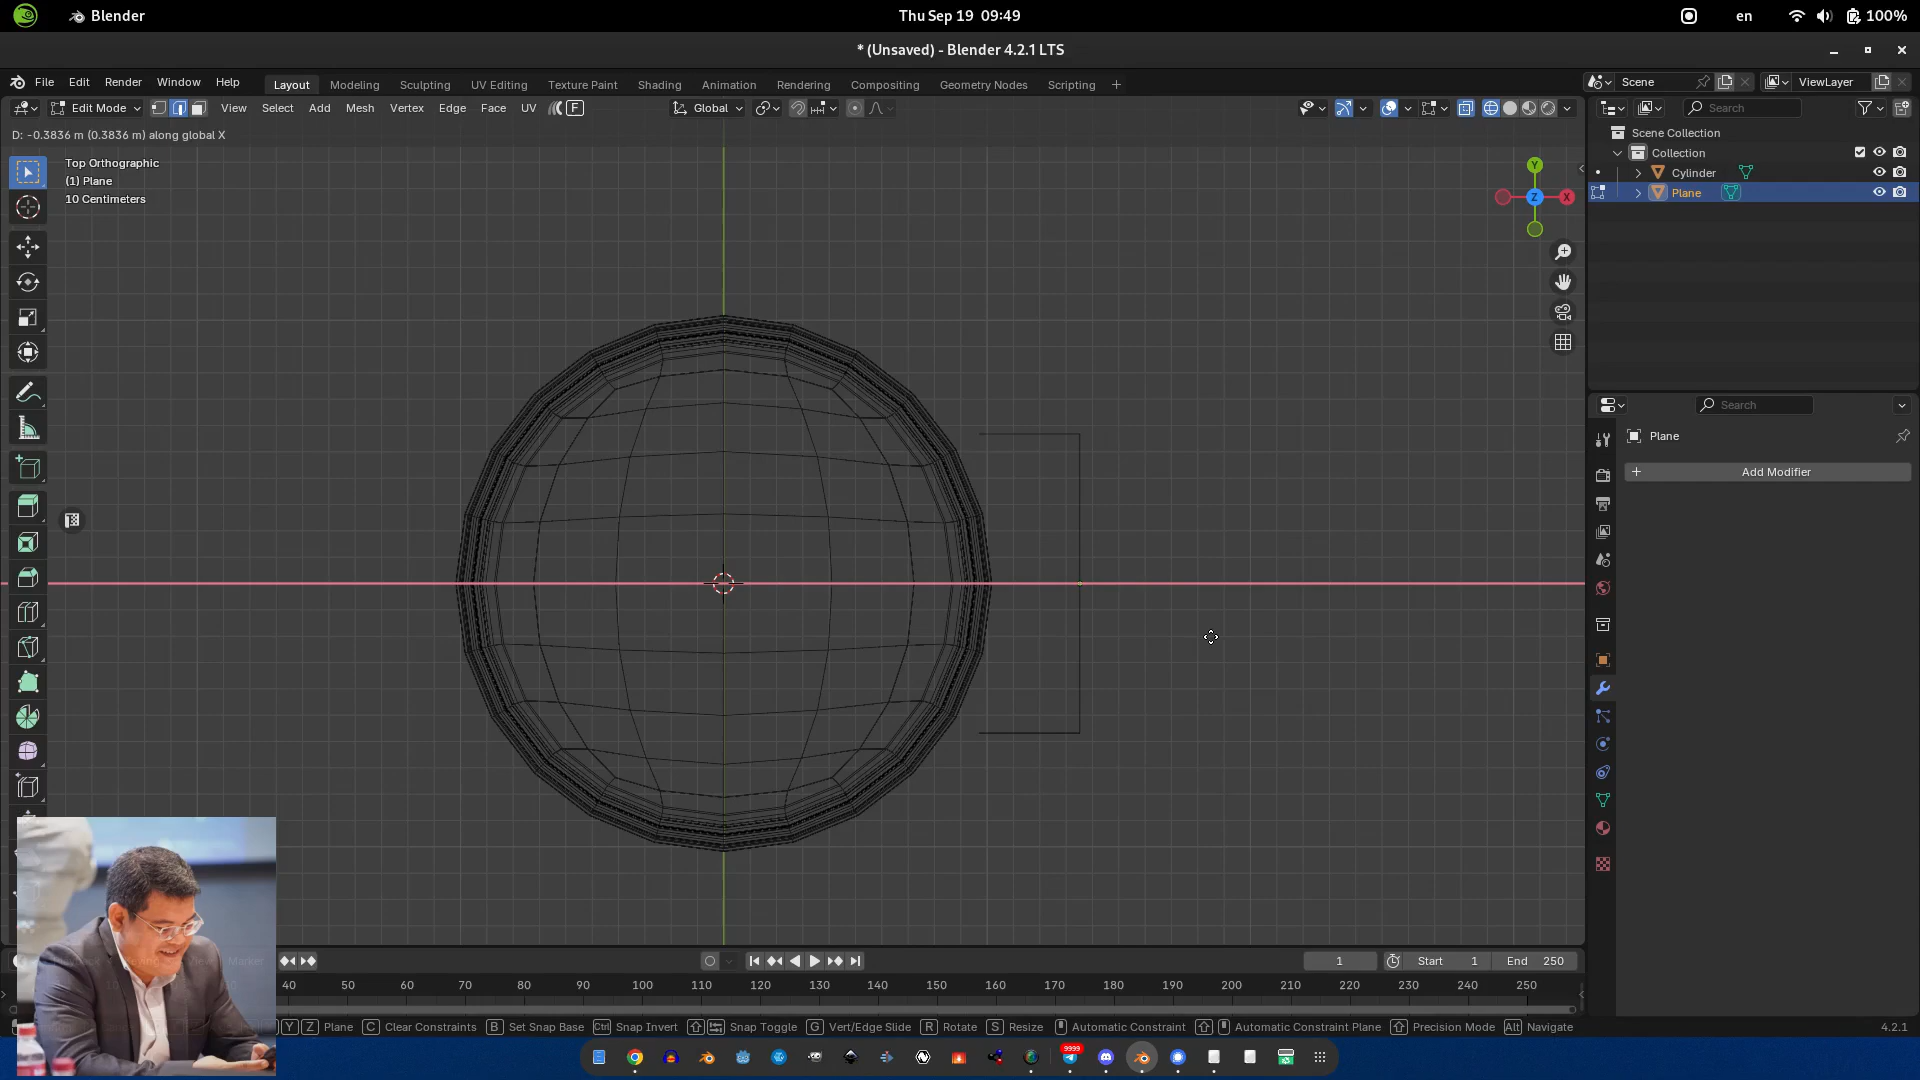 Blender
Thu Sep 19 09:49
en
100%
* (Unsaved) - Blender 4.2.1 LTS
File Edit Render Window Help
Layout Modeling Sculpting UV Editing Texture Paint Shading Animation Rendering Compositing Geometry Nodes Scripting +
Scene
ViewLayer
Edit Mode
View Select Add Mesh Vertex Edge Face UV
F
Global
Search
D: -0.3836 m (0.3836 m) along global X
Top Orthographic
(1) Plane
10 Centimeters
Y
X
Z
Scene Collection
Collection
Cylinder
Plane
Search
Plane
+ Add Modifier
View
Marker
1
Start 1
End 250
40 50 60 70 80 90 100 110 120 130 140 150 160 170 180 190 200 210 220 230 240 250
Y Z Plane C Clear Constraints B Set Snap Base Ctrl Snap Invert Snap Toggle G Vert/Edge Slide R Rotate S Resize Automatic Constraint Automatic Constraint Plane Precision Mode Alt Navigate
4.2.1
9999